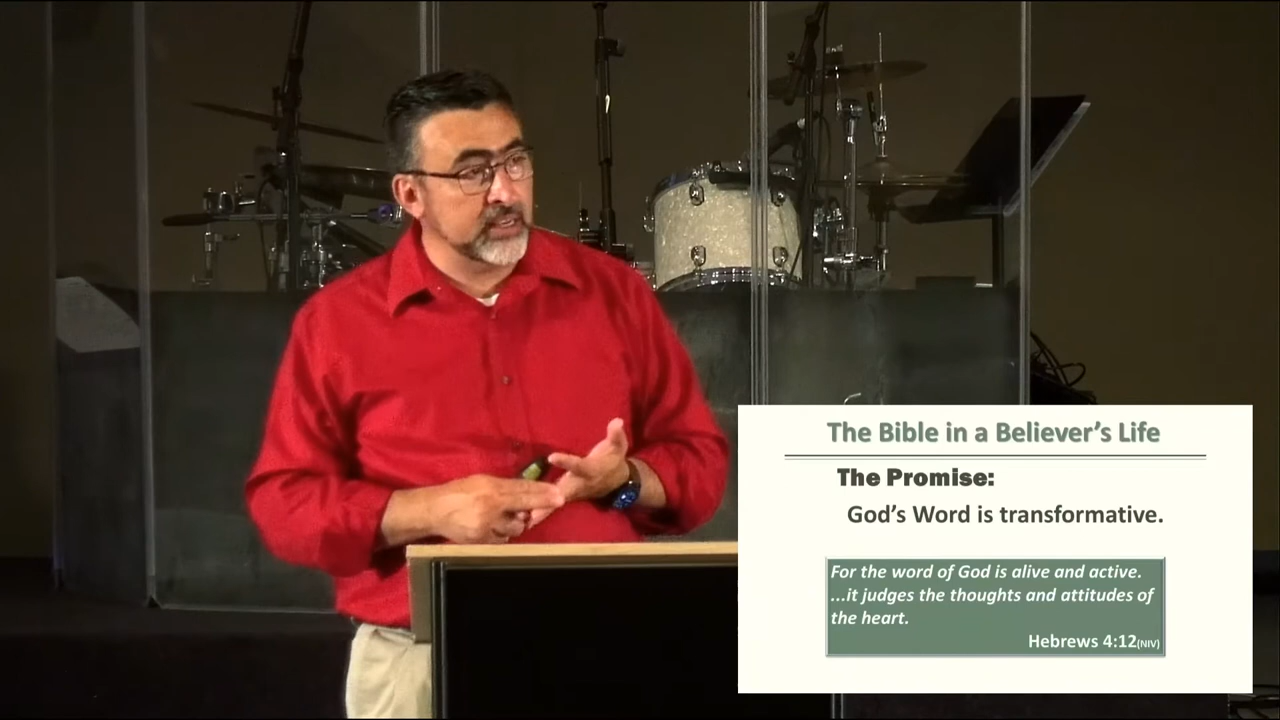 The Bible in a Believer’s Life
The Promise:
God’s Word is transformative.
For the word of God is alive and active.
...it judges the thoughts and attitudes of
the heart.
Hebrews 4:12(NIV)